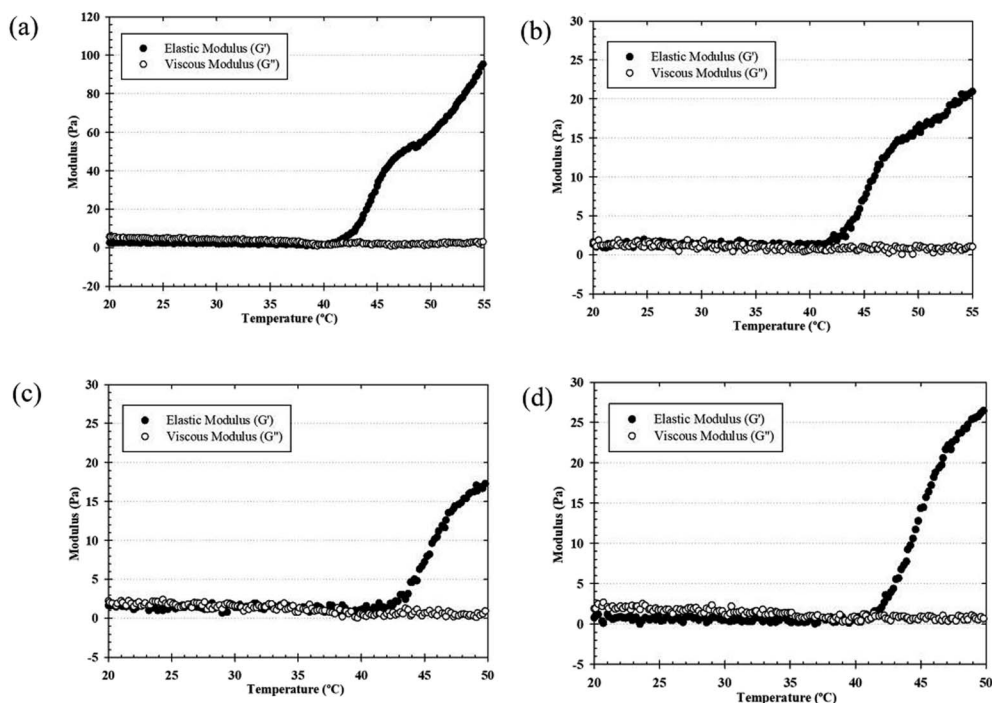 (a)
120
100
80
60
40
20
0
-20
Modulus (Pa)
Elastic Modulus (G')
Viscous Modulus (G")
20 25 30 35 40 45 50 55
Temperature (ºC)
(b)
30
25
20
15
10
5
0
-5
Modulus (Pa)
Elastic Modulus (G')
Viscous Modulus (G")
20 25 30 35 40 45 50 55
Temperature (ºC)
(c)
30
25
20
15
10
5
0
-5
Modulus (Pa)
Elastic Modulus (G')
Viscous Modulus (G")
20 25 30 35 40 45 50
Temperature (ºC)
(d)
30
25
20
15
10
5
0
-5
Modulus (Pa)
Elastic Modulus (G')
Viscous Modulus (G")
20 25 30 35 40 45 50
Temperature (ºC)